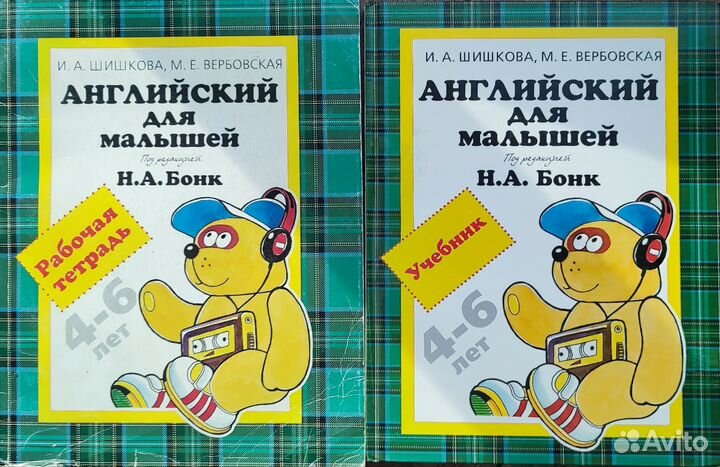 И. А. ШИШКОВА, М. Е. ВЕРБОВСКАЯ
АНГЛИЙСКИЙ
ДЛЯ
МАЛЫШЕЙ
Под редакцией
Н.А. Бонк
Рабочая
тетрадь
4-6
лет
И. А. ШИШКОВА, М. Е. ВЕРБОВСКАЯ
АНГЛИЙСКИЙ
ДЛЯ
МАЛЫШЕЙ
Под редакцией
Н.А. Бонк
Учебник
4-6
лет
Avito